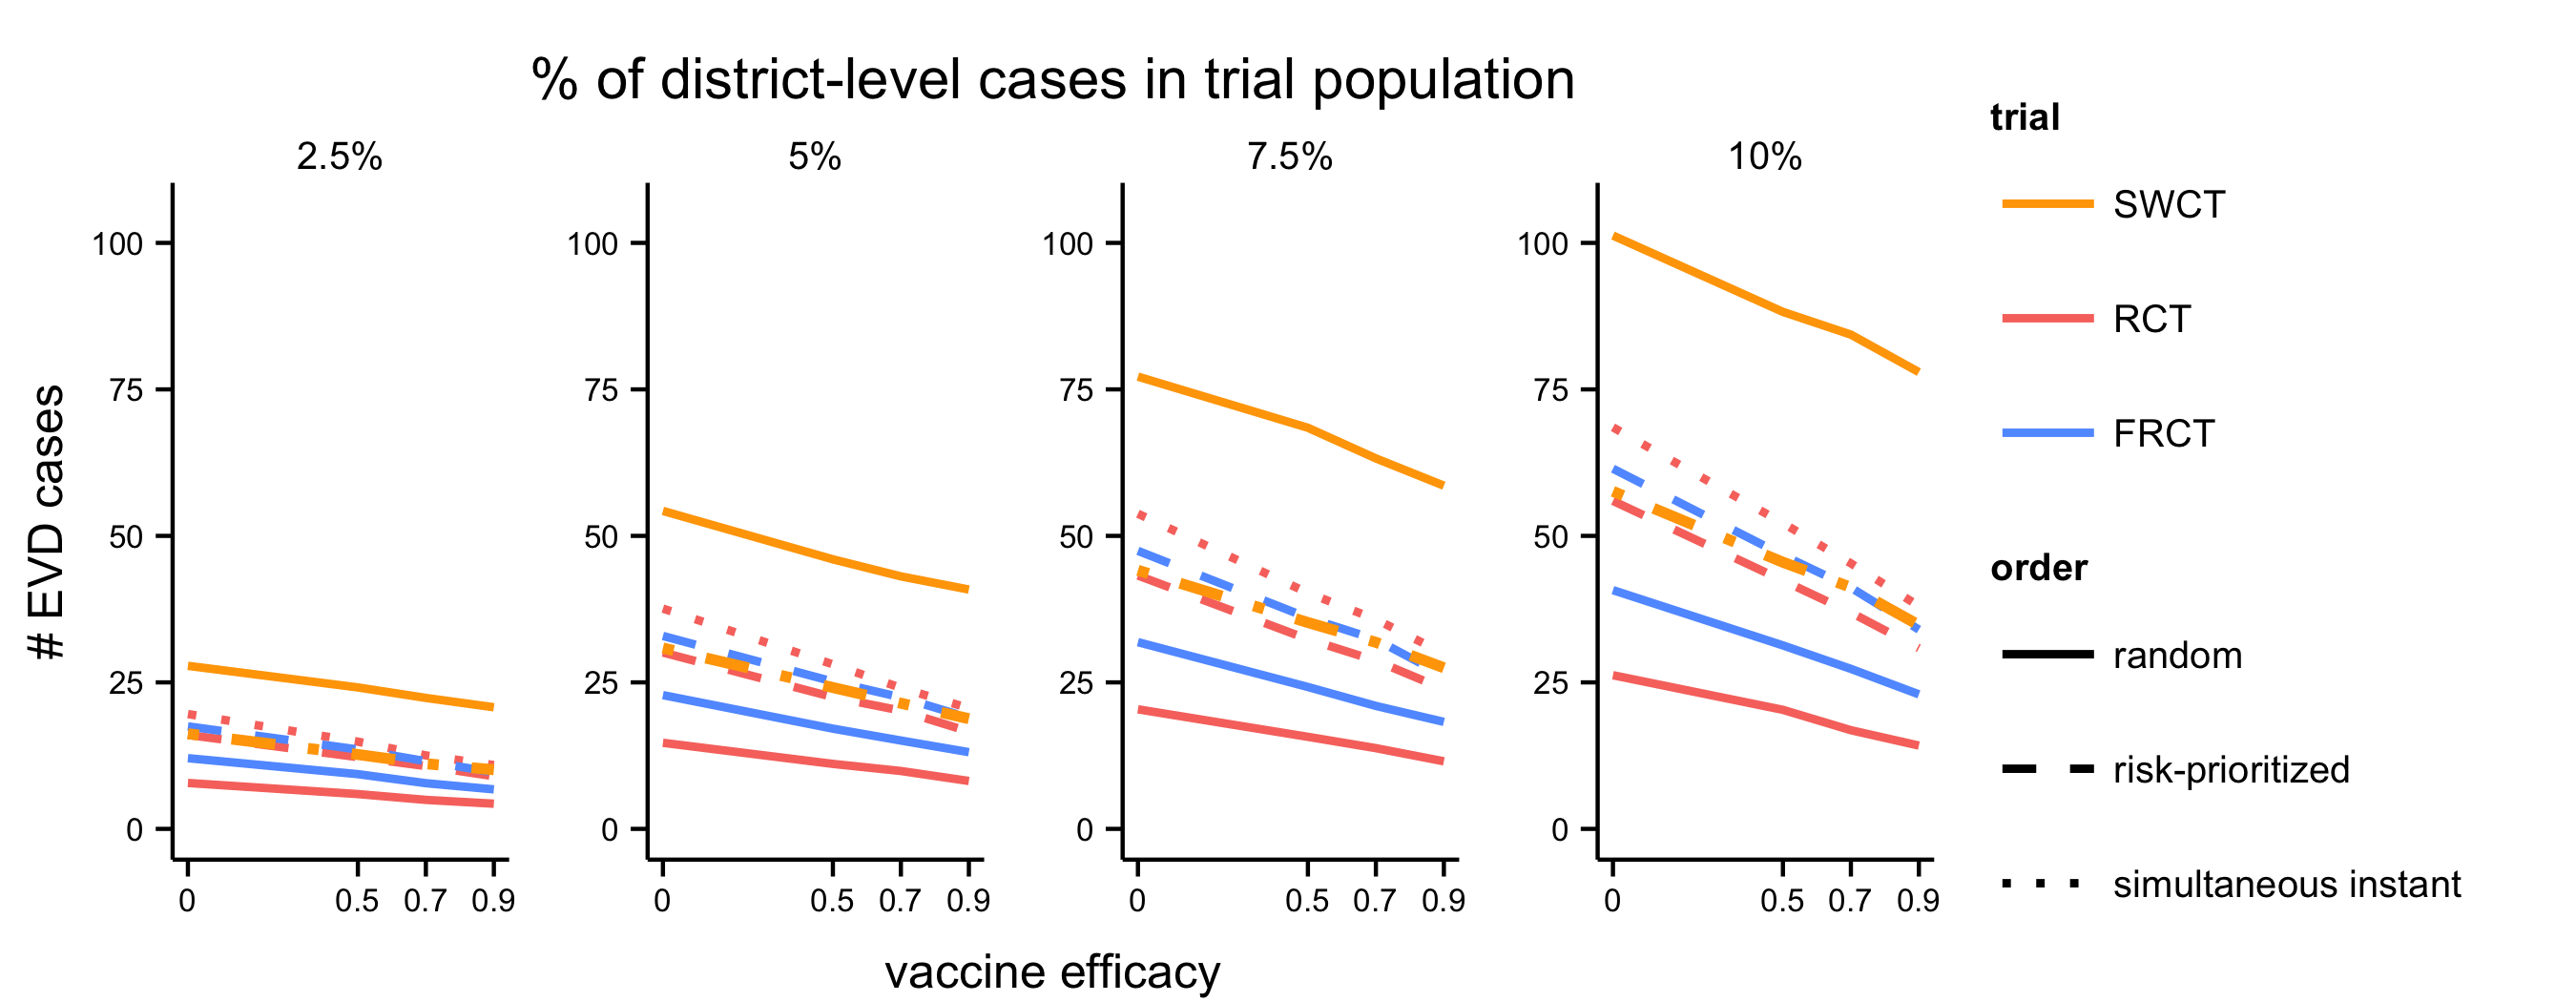 % of district-level cases in trial population
2.5%
5%
7.5%
10%
# EVD cases
100
75
50
25
0
100
75
50
25
0
100
75
50
25
0
100
75
50
25
0
0 0.5 0.7 0.9
0 0.5 0.7 0.9
0 0.5 0.7 0.9
0 0.5 0.7 0.9
vaccine efficacy
trial
SWCT
RCT
FRCT
order
random
risk-prioritized
simultaneous instant